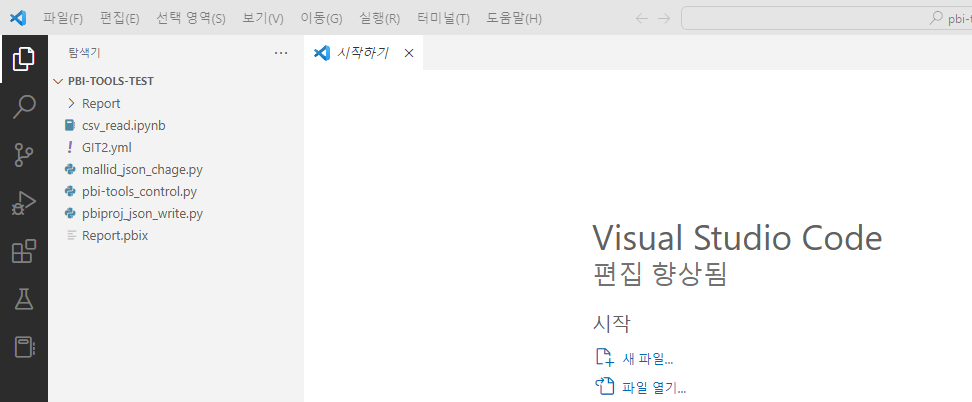 파일(F) 편집(E) 선택 영역(S) 보기(V) 이동(G) 실행(R) 터미널(T) 도움말(H)
pbi-t
탐색기
시작하기
PBI-TOOLS-TEST
Report
csv_read.ipynb
GIT2.yml
mallid_json_chage.py
pbi-tools_control.py
pbiproj_json_write.py
Report.pbix
Visual Studio Code
편집 향상됨
시작
새 파일...
파일 열기...